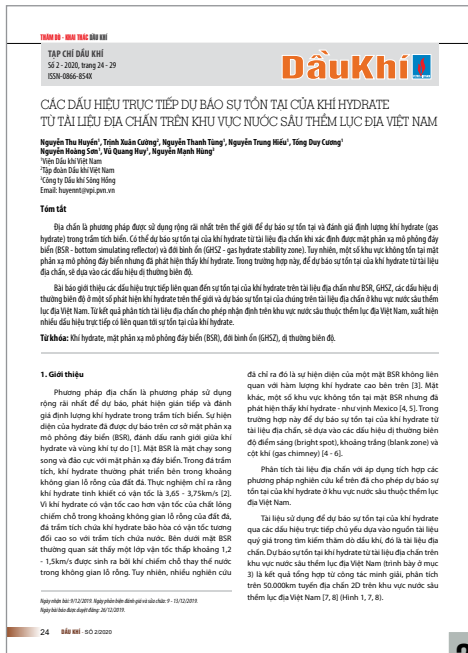 THĂM DÒ - KHAI THÁC DẦU KHÍ
TẠP CHÍ DẦU KHÍ
Số 2 - 2020, trang 24 - 29
ISSN-0866-854X
DầuKhí
CÁC DẤU HIỆU TRỰC TIẾP DỰ BÁO SỰ TỒN TẠI CỦA KHÍ HYDRATE
TỪ TÀI LIỆU ĐỊA CHẤN TRÊN KHU VỰC NƯỚC SÂU THỀM LỤC ĐỊA VIỆT NAM
Nguyễn Thu Huyền¹, Trịnh Xuân Cường², Nguyễn Thanh Tùng¹, Nguyễn Trung Hiếu¹, Tống Duy Cương¹
Nguyễn Hoàng Sơn¹, Vũ Quang Huy¹, Nguyễn Mạnh Hùng³
¹Viện Dầu khí Việt Nam
²Tập đoàn Dầu khí Việt Nam
³Công ty Dầu khí Sông Hồng
Email: huyennt@vpi.pvn.vn
Tóm tắt
Địa chấn là phương pháp được sử dụng rộng rãi nhất trên thế giới để dự báo sự tồn tại và đánh giá định lượng khí hydrate (gas
hydrate) trong trầm tích biển. Có thể dự báo sự tồn tại của khí hydrate từ tài liệu địa chấn khi xác định được mặt phản xạ mô phỏng đáy
biển (BSR - bottom simulating reflector) và đới bình ổn (GHSZ - gas hydrate stability zone). Tuy nhiên, một số khu vực không tồn tại mặt
phản xạ mô phỏng đáy biển nhưng đã phát hiện thấy khí hydrate. Trong trường hợp này, để dự báo sự tồn tại của khí hydrate từ tài liệu
địa chấn, sẽ dựa vào các dấu hiệu dị thường biên độ.
Bài báo giới thiệu các dấu hiệu trực tiếp liên quan đến sự tồn tại của khí hydrate trên tài liệu địa chấn như BSR, GHSZ, các dấu hiệu dị
thường biên độ ở một số phát hiện khí hydrate trên thế giới và dự báo sự tồn tại của chúng trên tài liệu địa chấn ở khu vực nước sâu thềm
lục địa Việt Nam. Từ kết quả phân tích tài liệu địa chấn cho phép nhận định trên khu vực nước sâu thuộc thềm lục địa Việt Nam, xuất hiện
nhiều dấu hiệu trực tiếp có liên quan tới sự tồn tại của khí hydrate.
Từ khóa: Khí hydrate, mặt phản xạ mô phỏng đáy biển (BSR), đới bình ổn (GHSZ), dị thường biên độ.
1. Giới thiệu
Phương pháp địa chấn là phương pháp sử dụng
rộng rãi nhất để dự báo, phát hiện gián tiếp và đánh
giá định lượng khí hydrate trong trầm tích biển. Sự hiện
diện của hydrate đã được dự báo trên cơ sở mặt phản xạ
mô phỏng đáy biển (BSR), đánh dấu ranh giới giữa khí
hydrate và vùng khí tự do [1]. Mặt BSR là mặt chạy song
song và đảo cực với mặt phản xạ đáy biển. Trong đá trầm
tích, khí hydrate thường phát triển bên trong khoảng
không gian lỗ rỗng của đất đá. Thực nghiệm chỉ ra rằng
khí hydrate tinh khiết có vận tốc là 3,65 - 3,75km/s [2].
Vì khí hydrate có vận tốc cao hơn vận tốc của chất lỏng
chiếm chỗ trong khoảng không gian lỗ rỗng của đất đá,
đá trầm tích chứa khí hydrate bão hòa có vận tốc tương
đối cao so với trầm tích chứa nước. Bên dưới mặt BSR
thường quan sát thấy một lớp vận tốc thấp khoảng 1,2
- 1,5km/s được sinh ra bởi khí chiếm chỗ thay thế nước
trong không gian lỗ rỗng. Tuy nhiên, nhiều nghiên cứu
Ngày nhận bài: 9/12/2019. Ngày phản biện đánh giá và sửa chữa: 9 - 15/12/2019.
Ngày bài báo được duyệt đăng: 26/12/2019.
đã chỉ ra đó là sự hiện diện của một mặt BSR không liên
quan với hàm lượng khí hydrate cao bên trên [3]. Mặt
khác, một số khu vực không tồn tại mặt BSR nhưng đã
phát hiện thấy khí hydrate - như vịnh Mexico [4, 5]. Trong
trường hợp này để dự báo sự tồn tại của khí hydrate từ
tài liệu địa chấn, sẽ dựa vào các dấu hiệu dị thường biên
độ điểm sáng (bright spot), khoảng trắng (blank zone) và
cột khí (gas chimney) [4 - 6].
Phân tích tài liệu địa chấn với áp dụng tích hợp các
phương pháp nghiên cứu kể trên đã cho phép dự báo sự
tồn tại của khí hydrate ở khu vực nước sâu thuộc thềm lục
địa Việt Nam.
Tài liệu sử dụng để dự báo sự tồn tại của khí hydrate
qua các dấu hiệu trực tiếp chủ yếu dựa vào nguồn tài liệu
quý giá trong tìm kiếm thăm dò dầu khí, đó là tài liệu địa
chấn. Dự báo sự tồn tại khí hydrate từ tài liệu địa chấn trên
khu vực nước sâu thềm lục địa Việt Nam (trình bày ở mục
3) là kết quả tổng hợp từ công tác minh giải, phân tích
trên 50.000km tuyến địa chấn 2D trên khu vực nước sâu
thềm lục địa Việt Nam [7, 8] (Hình 1, 7, 8).
24 DẦU KHÍ - SỐ 2/2020